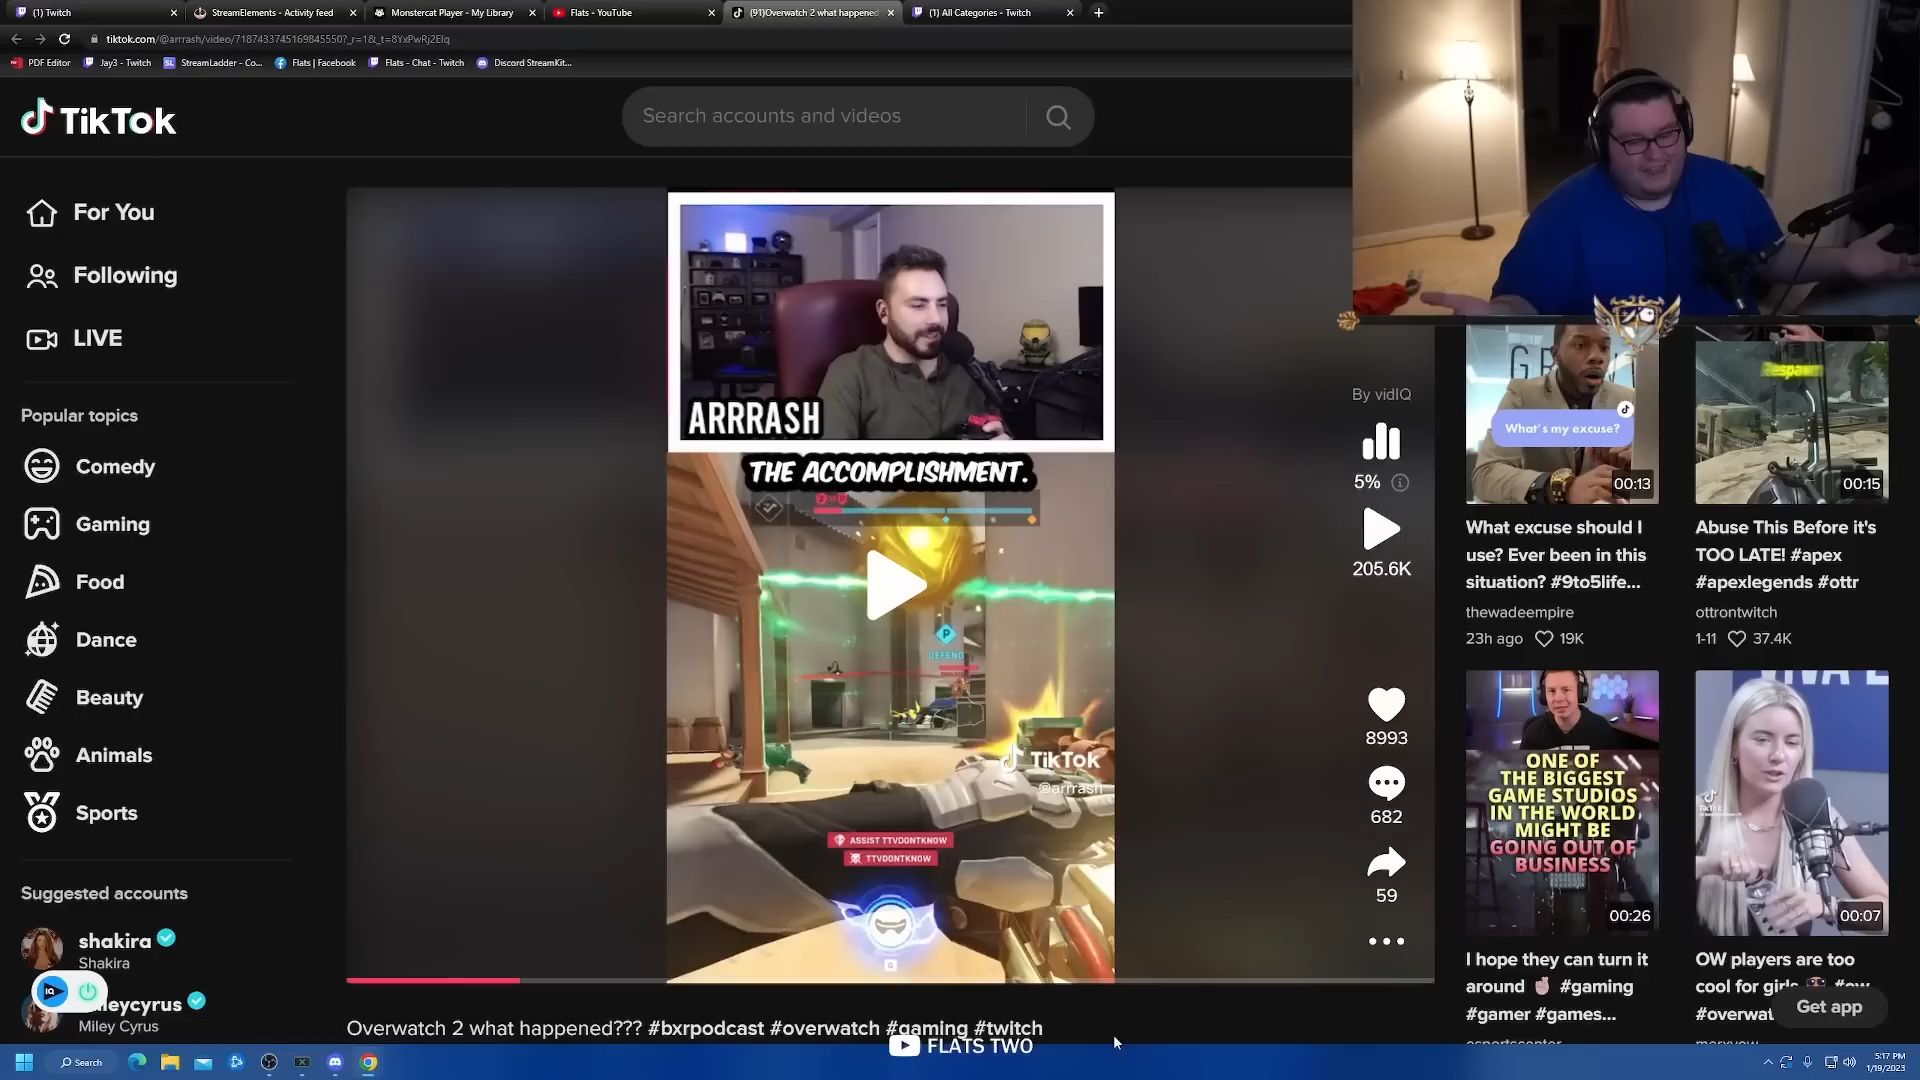 (1) Twitch
StreamElements - Activity feed
Monstercat Player - My Library
Flats - YouTube
(91)Overwatch 2 what happened
(1) All Categories - Twitch
tiktok.com/@arrrash/video/7187433745169845550?_r=1&_t=8YxPwRj2Elq
PDF Editor
Jay3 - Twitch
StreamLadder - Co...
Flats | Facebook
Flats - Chat - Twitch
Discord StreamKit...
TikTok
Search accounts and videos
For You
Following
LIVE
Popular topics
Comedy
Gaming
Food
Dance
Beauty
Animals
Sports
Suggested accounts
shakira
Shakira
IQ
leycyrus
Miley Cyrus
ARRRASH
THE ACCOMPLISHMENT.
P
DEFEND
TikTok
@arrrash
ASSIST TTVDONTKNOW
TTVDONTKNOW
Q
By vidIQ
5%
205.6K
8993
682
59
Overwatch 2 what happened??? #bxrpodcast #overwatch #gaming #twitch
FLATS TWO
What's my excuse?
00:13
What excuse should I
use? Ever been in this
situation? #9to5life...
thewadeempire
23h ago 19K
Respawn
00:15
Abuse This Before it's
TOO LATE! #apex
#apexlegends #ottr
ottrontwitch
1-11 37.4K
ONE OF
THE BIGGEST
GAME STUDIOS
IN THE WORLD
MIGHT BE
GOING OUT OF
BUSINESS
00:26
I hope they can turn it
around #gaming
#gamer #games...
esportscenter
TikTok
00:07
OW players are too
cool for girls #ow
#overwat
Get app
Search
5:17 PM
1/19/2023